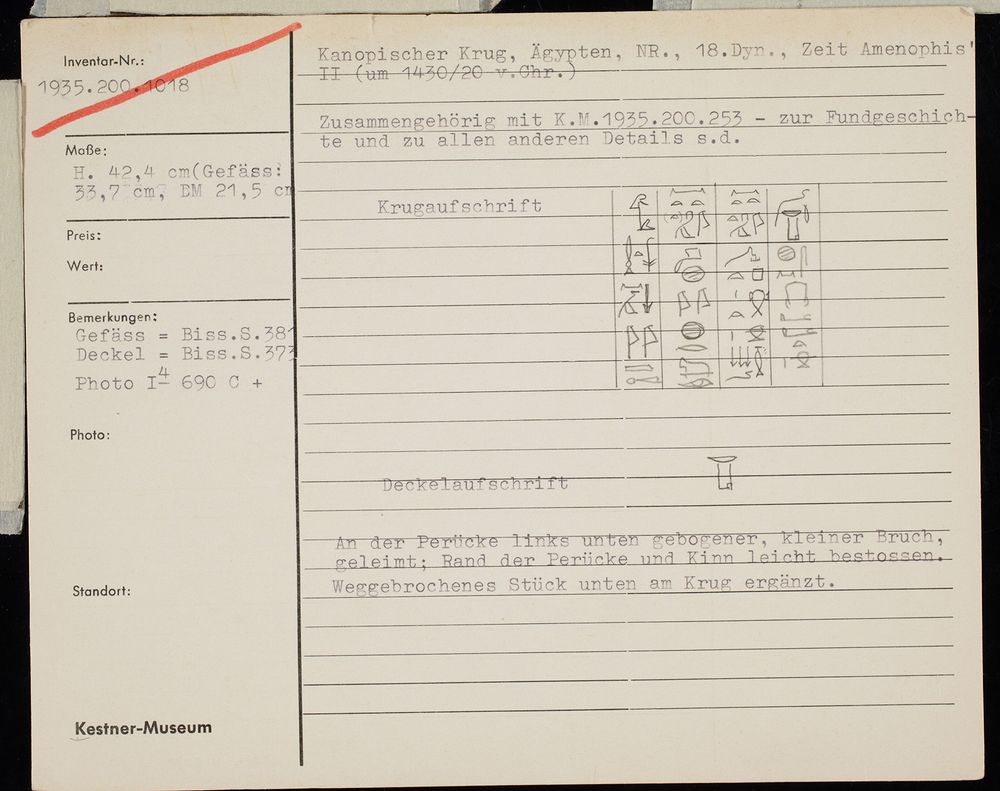 Inventar-Nr.:
1935.200.1018
Maße:
H. 42,4 cm(Gefäss:
33,7 cm, DM 21,5 cm
Preis:
Wert:
Bemerkungen:
Gefäss = Biss.S.381
Deckel = Biss.S.373
Photo I4 690 C +
Photo:
Standort:
Kestner-Museum
Kanopischer Krug, Ägypten, NR., 18.Dyn., Zeit Amenophis'
II (um 1430/20 v.Chr.)
Zusammengehörig mit K.M.1935.200.253 - zur Fundgeschich-
te und zu allen anderen Details s.d.
Krugaufschrift
Deckelaufschrift
An der Perücke links unten gebogener, kleiner Bruch,
geleimt; Rand der Perücke und Kinn leicht bestossen.
Weggebrochenes Stück unten am Krug ergänzt.